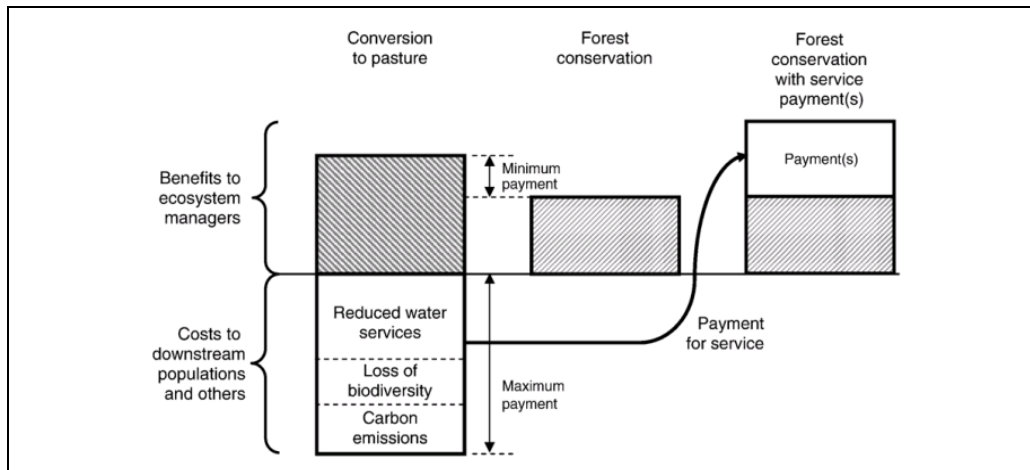 Conversion
to pasture
Forest
conservation
Forest
conservation
with service
payment(s)
Benefits to
ecosystem
managers
Minimum
payment
Payment(s)
Costs to
downstream
populations
and others
Reduced water
services
Loss of
biodiversity
Carbon
emissions
Maximum
payment
Payment
for service